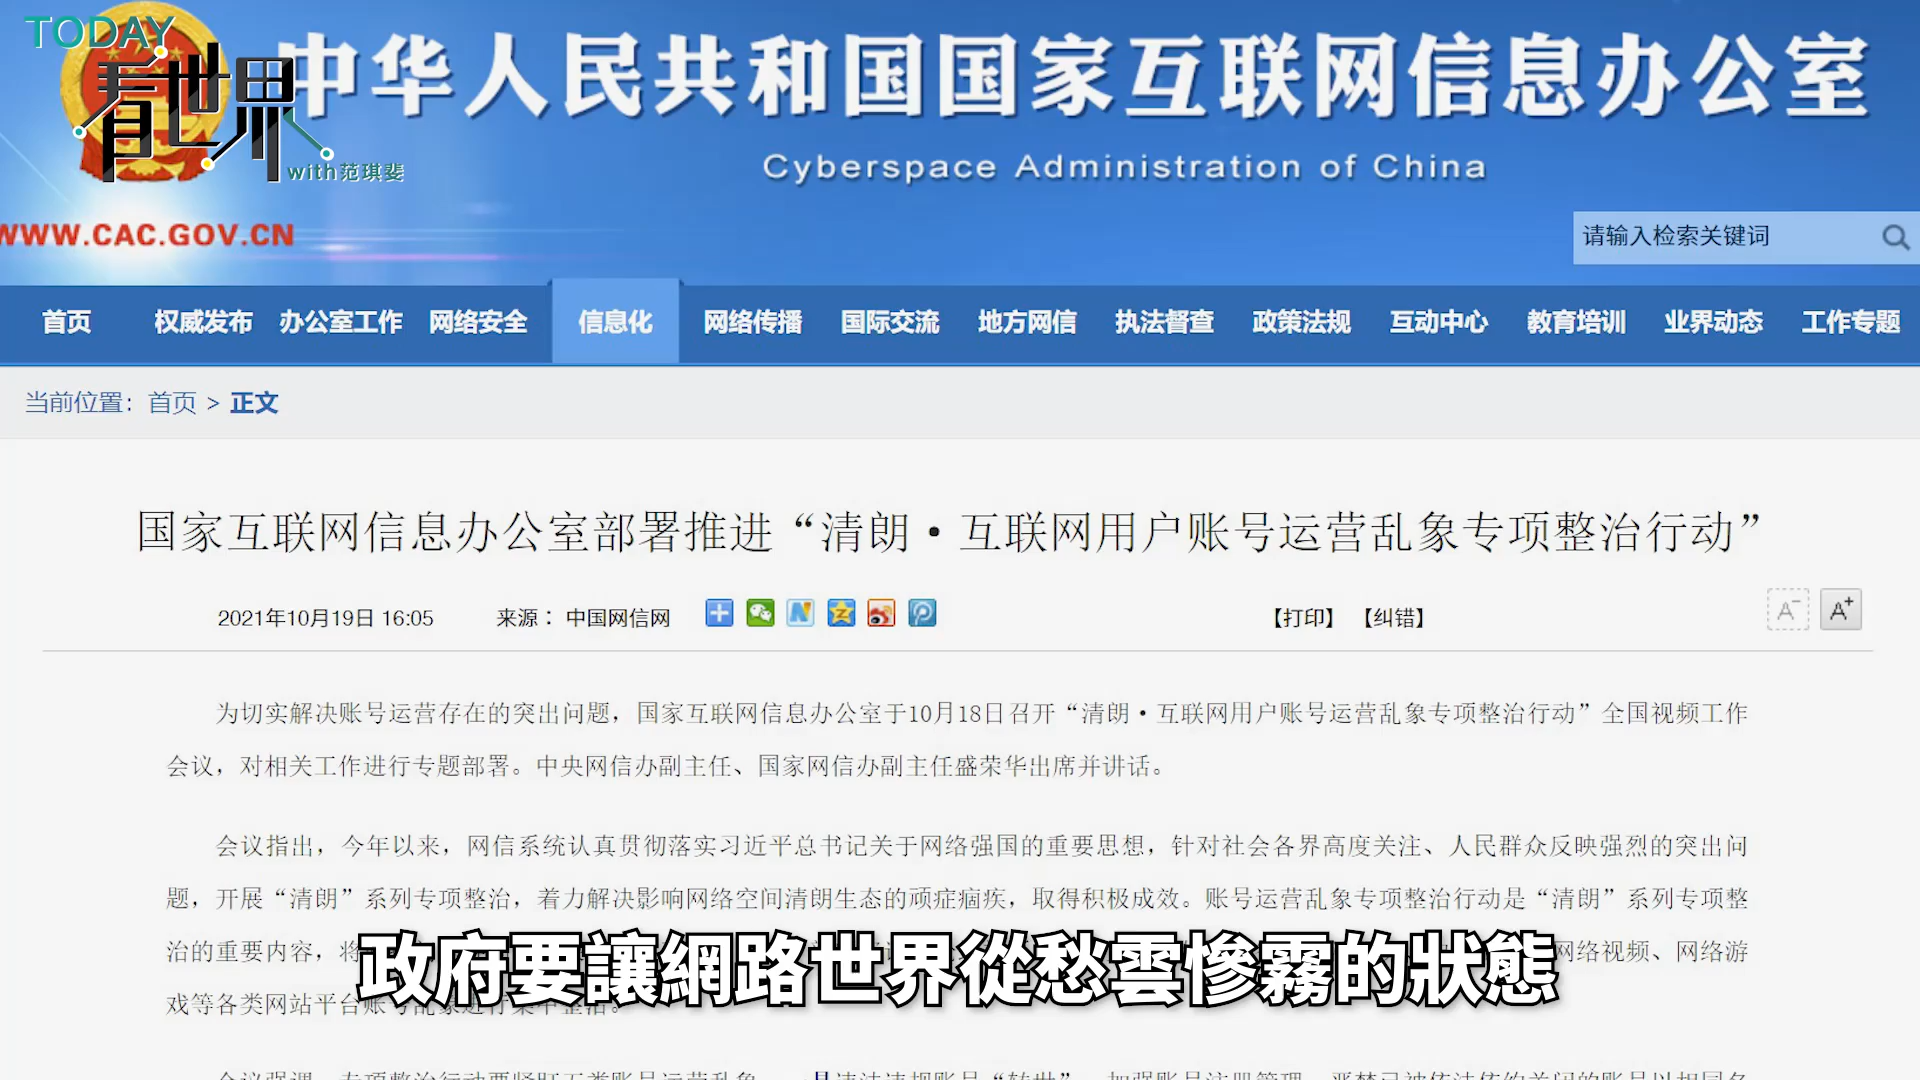 TODAY
看世界
with范琪斐
中华人民共和国国家互联网信息办公室
Cyberspace Administration of China
WWW.CAC.GOV.CN
请输入检索关键词
首页 权威发布 办公室工作 网络安全 信息化 网络传播 国际交流 地方网信 执法督查 政策法规 互动中心 教育培训 业界动态 工作专题
当前位置：首页 > 正文
国家互联网信息办公室部署推进“清朗·互联网用户账号运营乱象专项整治行动”
2021年10月19日 16:05 来源： 中国网信网 【打印】 【纠错】 A- A+
为切实解决账号运营存在的突出问题，国家互联网信息办公室于10月18日召开“清朗·互联网用户账号运营乱象专项整治行动”全国视频工作
会议，对相关工作进行专题部署。中央网信办副主任、国家网信办副主任盛荣华出席并讲话。
会议指出，今年以来，网信系统认真贯彻落实习近平总书记关于网络强国的重要思想，针对社会各界高度关注、人民群众反映强烈的突出问
题，开展“清朗”系列专项整治，着力解决影响网络空间清朗生态的顽症痼疾，取得积极成效。账号运营乱象专项整治行动是“清朗”系列专项整
治的重要内容，将 网络视频、网络游
戏等各类网站平台账号乱象进行集中整治。
政府要讓網路世界從愁雲慘霧的狀態